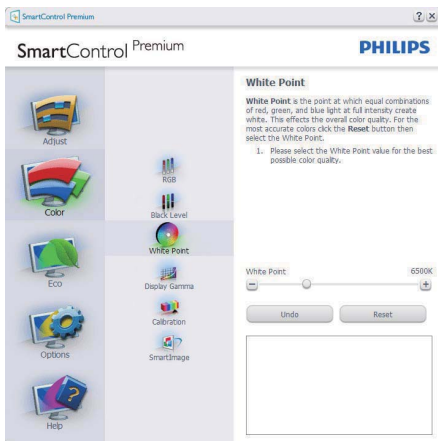 SmartControl Premium
SmartControl Premium
PHILIPS
Adjust
Color
Eco
Options
Help
RGB
Black Level
White Point
Display Gamma
Calibration
SmartImage
White Point
White Point is the point at which equal combinations
of red, green, and blue light at full intensity create
white. This effects the overall color quality. For the
most accurate colors click the Reset button then
select the White Point.
1. Please select the White Point value for the best
possible color quality.
White Point 6500K
Undo Reset